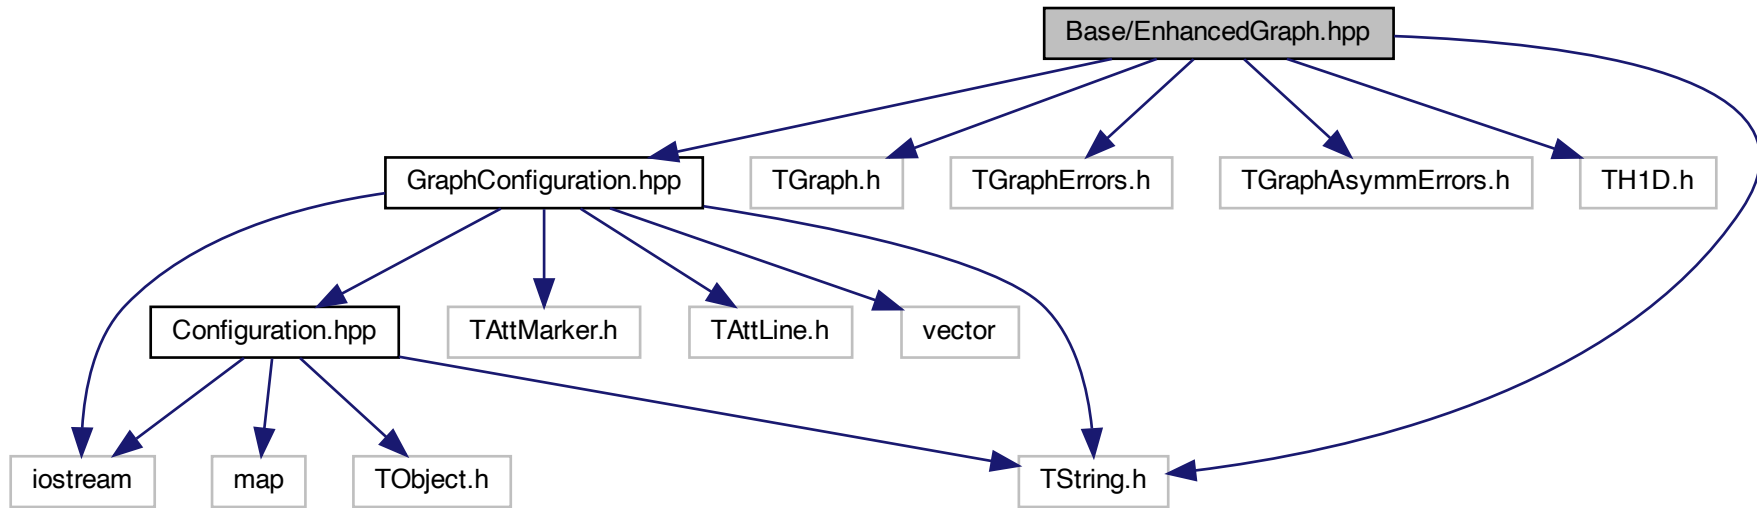 Base/EnhancedGraph.hpp
GraphConfiguration.hpp
TGraph.h
TGraphErrors.h
TGraphAsymmErrors.h
TH1D.h
Configuration.hpp
TAttMarker.h
TAttLine.h
vector
iostream
map
TObject.h
TString.h